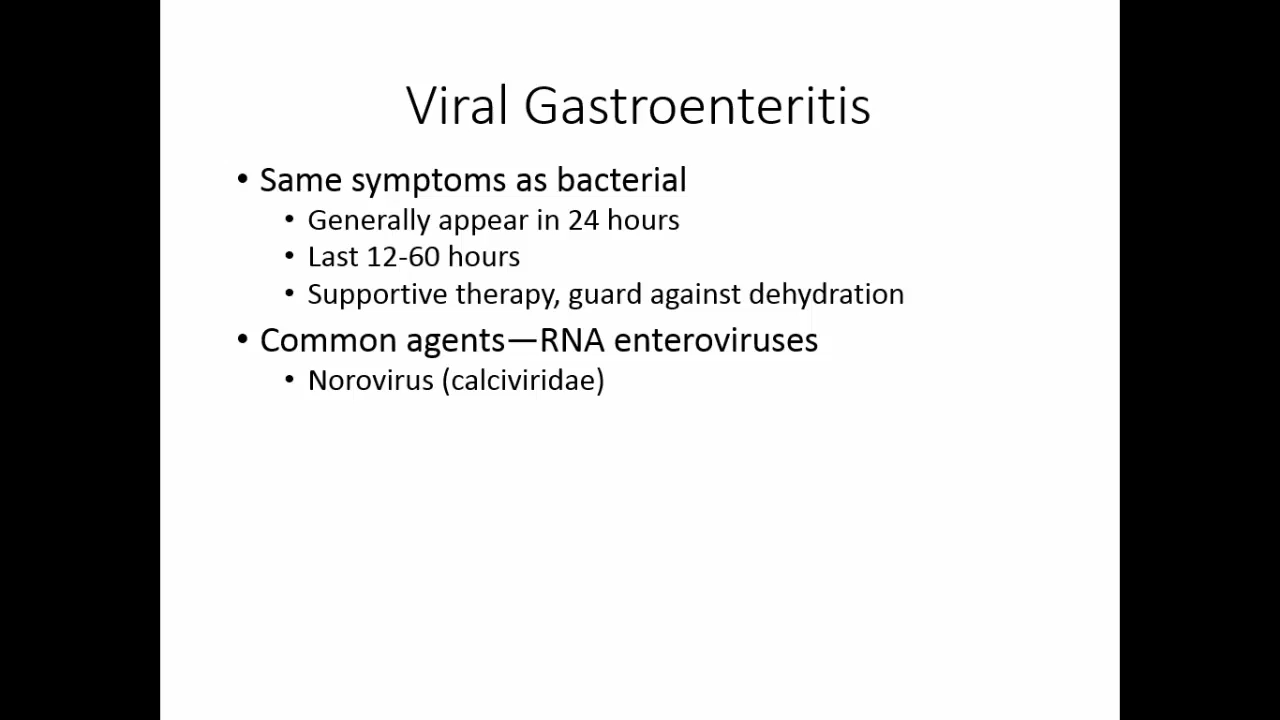 Viral Gastroenteritis
• Same symptoms as bacterial
• Generally appear in 24 hours
• Last 12-60 hours
• Supportive therapy, guard against dehydration
• Common agents—RNA enteroviruses
• Norovirus (calciviridae)